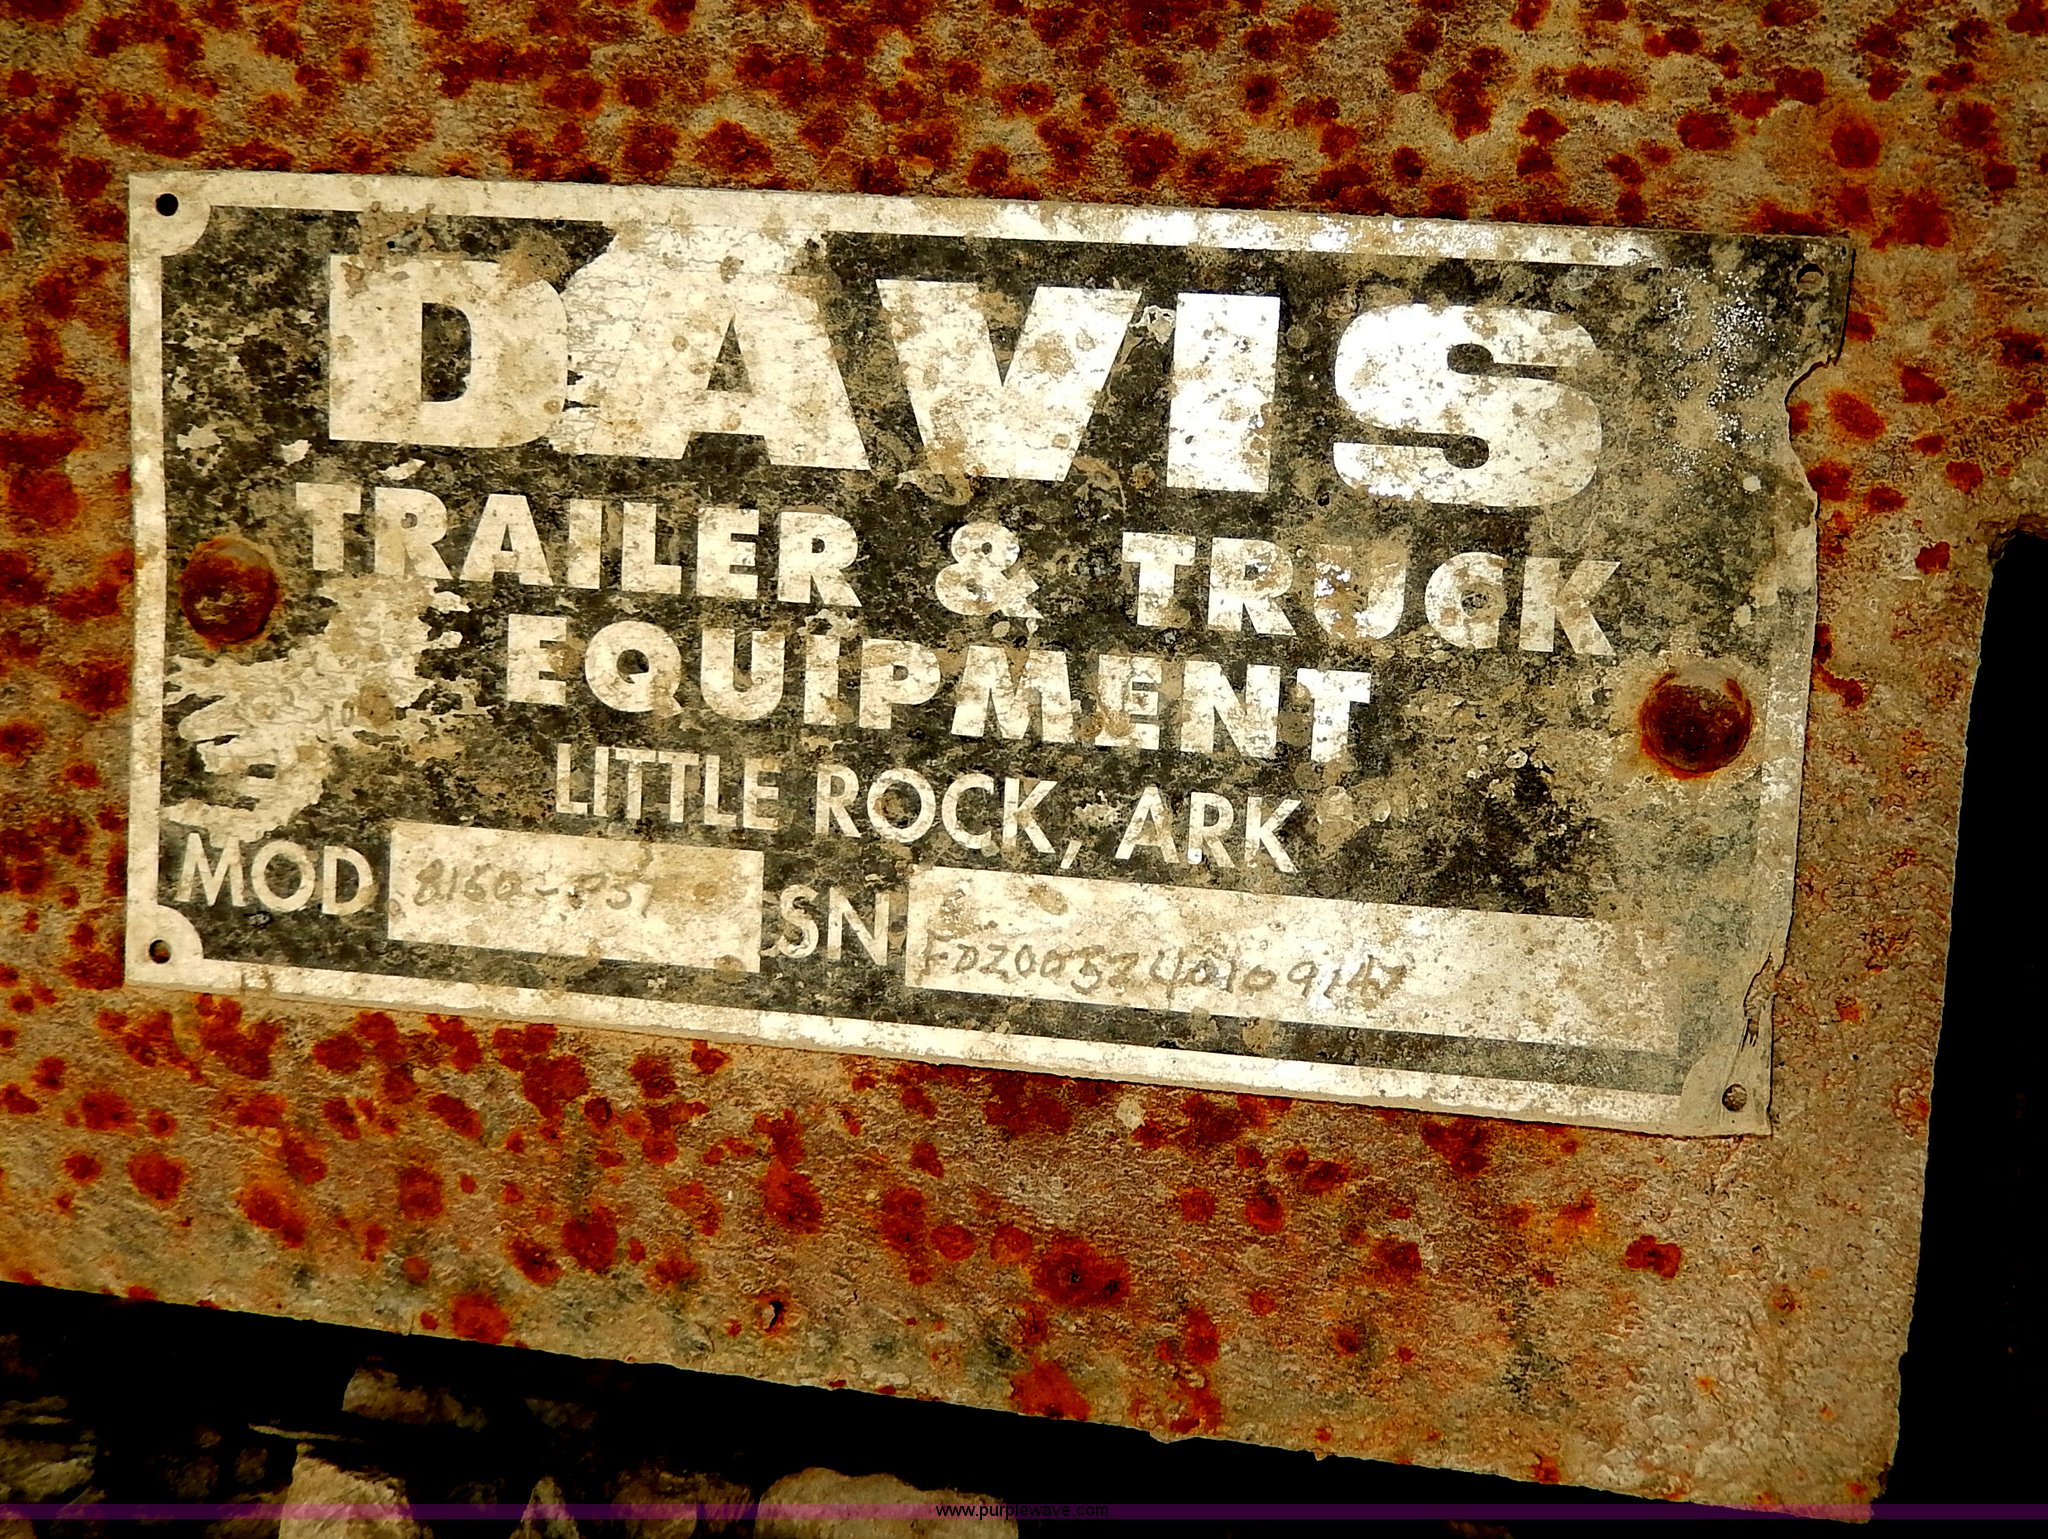 DAVIS
TRAILER & TRUCK
EQUIPMENT
LITTLE ROCK, ARK
MOD SN
www.purplewave.com